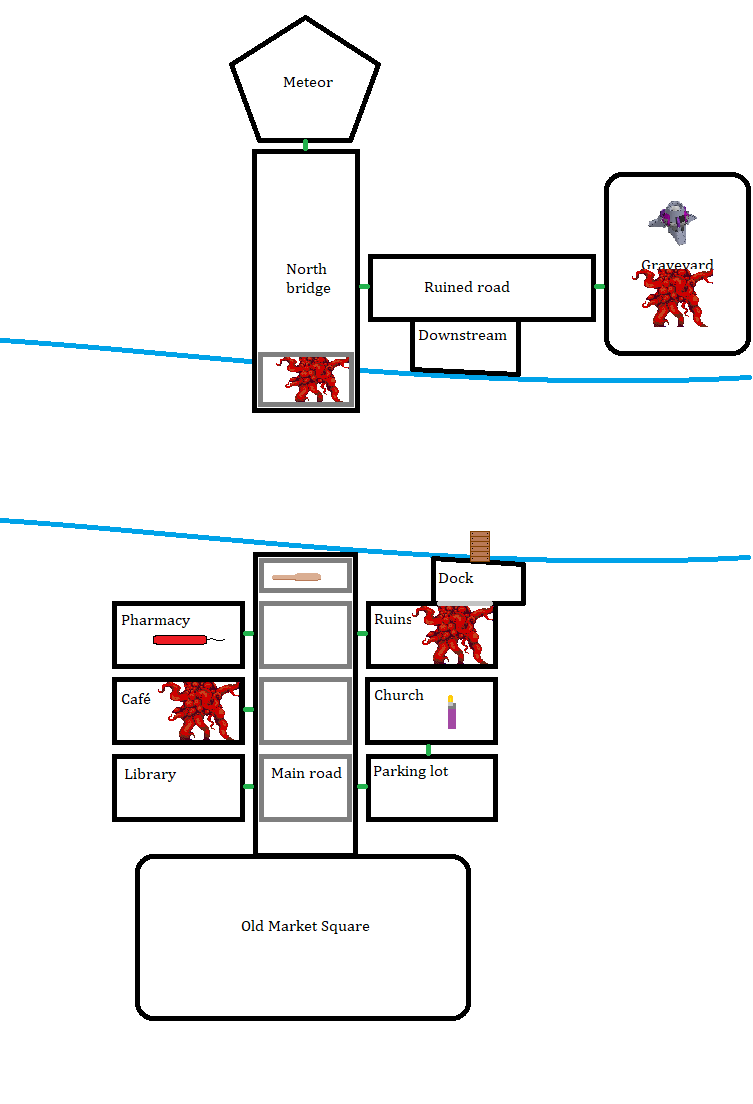 Meteor
North
bridge
Graveyard
Ruined road
Downstream
Dock
Pharmacy
Ruins
Café
Church
Library
Main road
Parking lot
Old Market Square